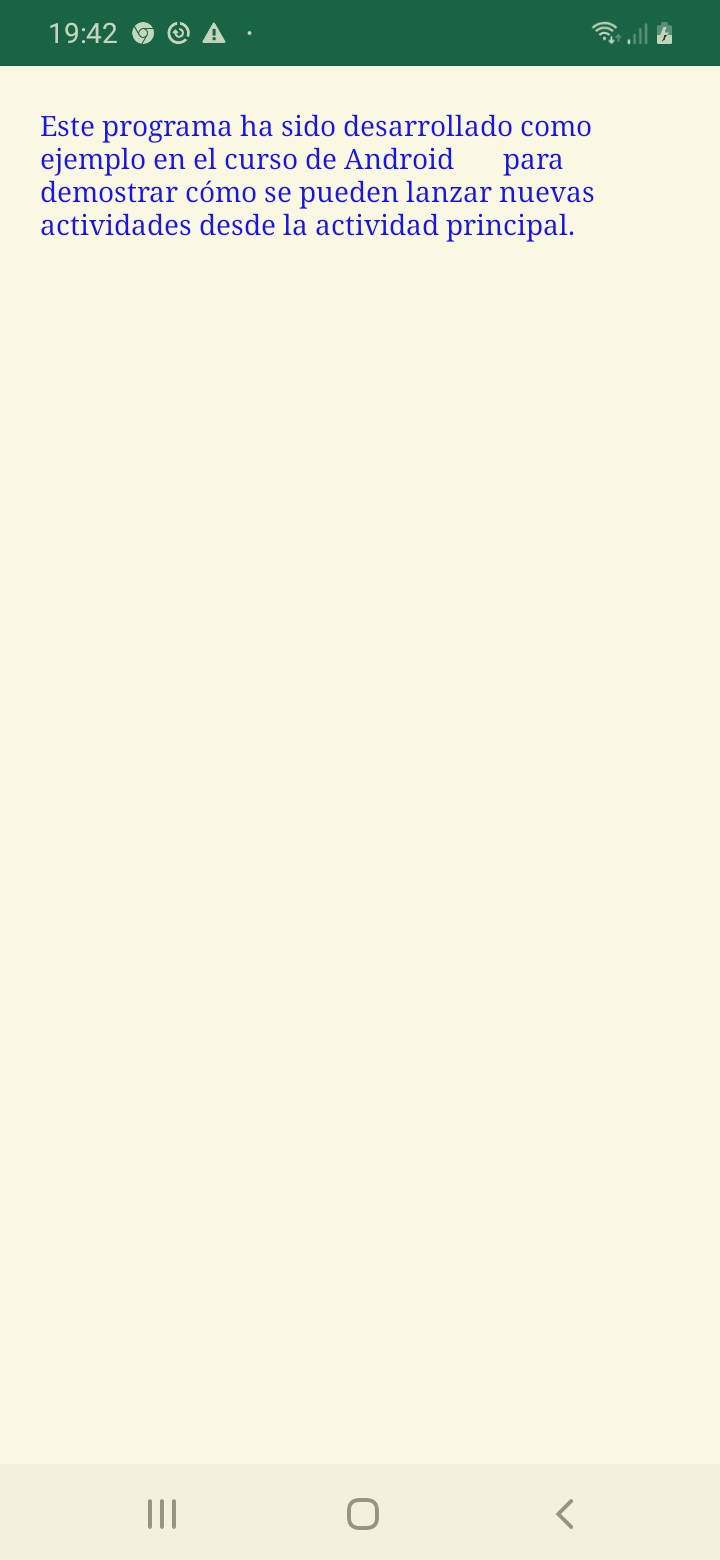 19:42
Este programa ha sido desarrollado como
ejemplo en el curso de Android para
demostrar cómo se pueden lanzar nuevas
actividades desde la actividad principal.